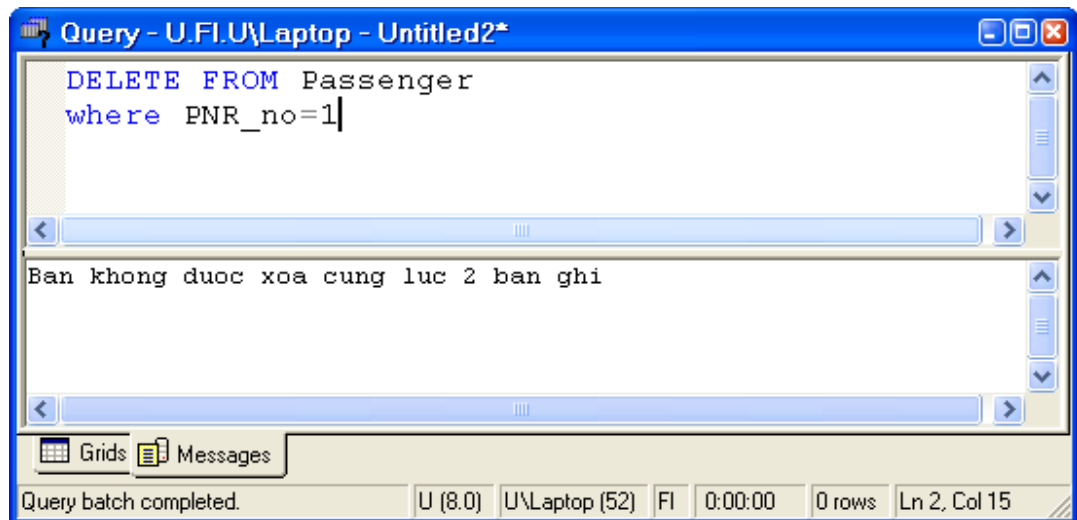 Query - U.FI.U\Laptop - Untitled2*
DELETE FROM Passenger
where PNR_no=1
Ban khong duoc xoa cung luc 2 ban ghi
Grids Messages
Query batch completed. U (8.0) U\Laptop (52) FI 0:00:00 0 rows Ln 2, Col 15